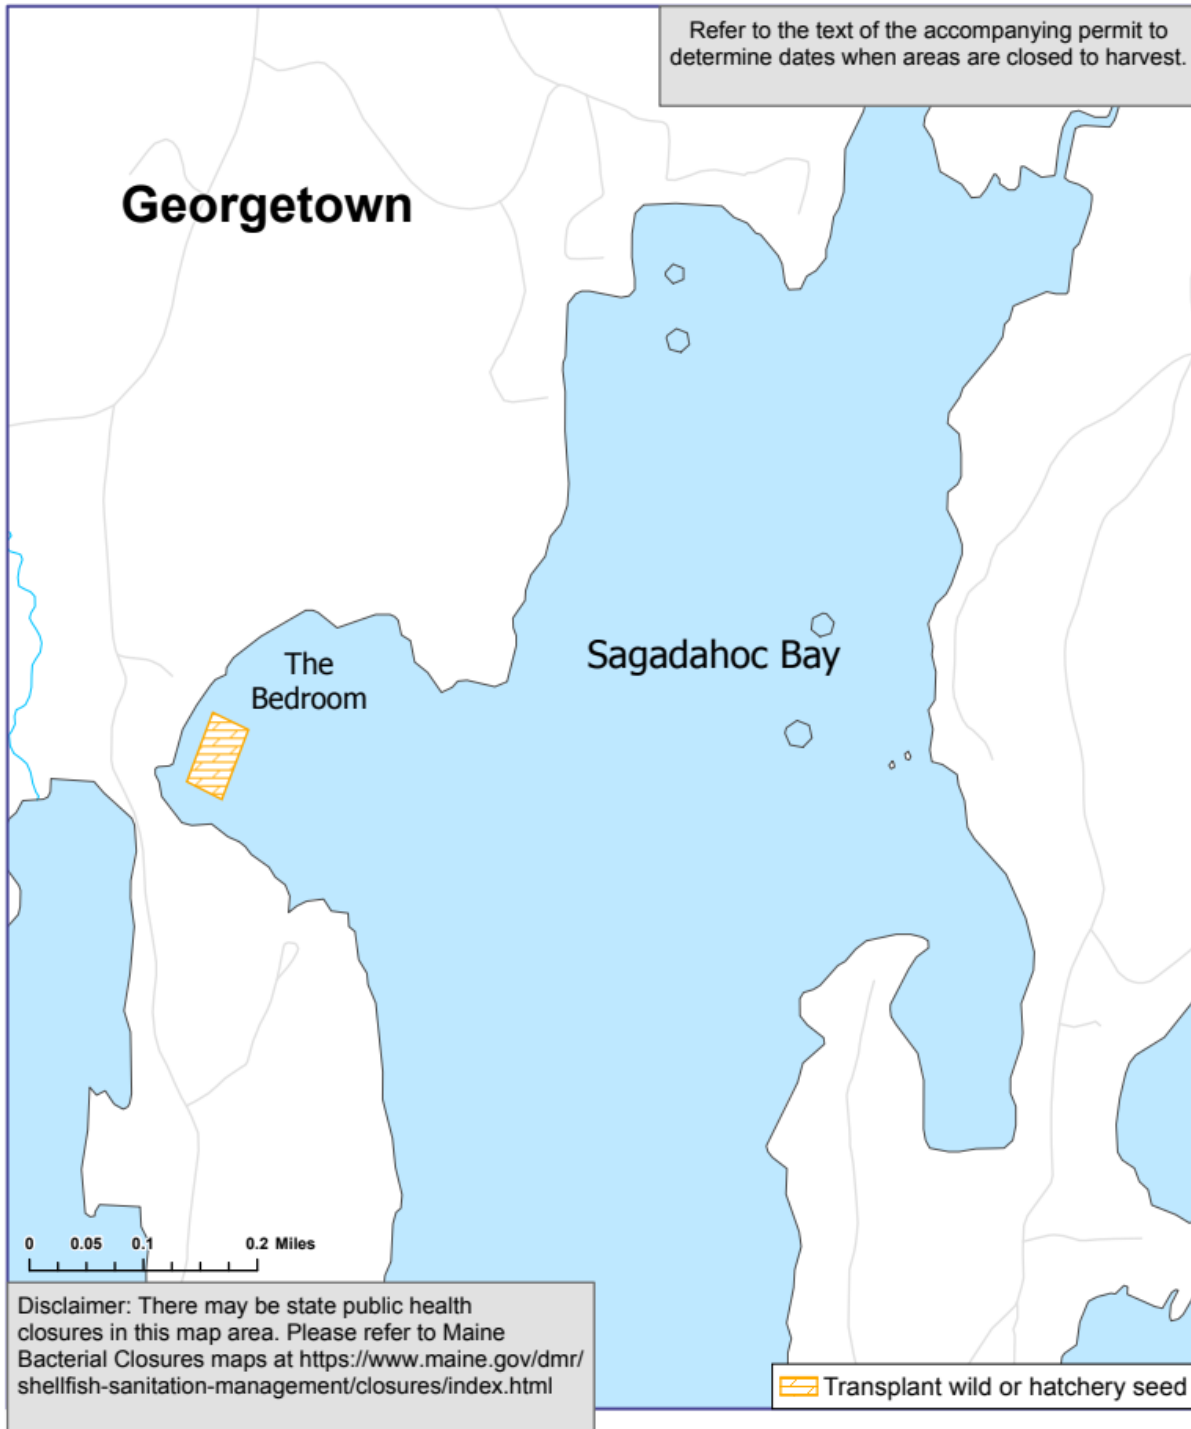 Refer to the text of the accompanying permit to
determine dates when areas are closed to harvest.
Georgetown
The
Bedroom
Sagadahoc Bay
0 0.05 0.1 0.2 Miles
Disclaimer: There may be state public health
closures in this map area. Please refer to Maine
Bacterial Closures maps at https://www.maine.gov/dmr/
shellfish-sanitation-management/closures/index.html
Transplant wild or hatchery seed